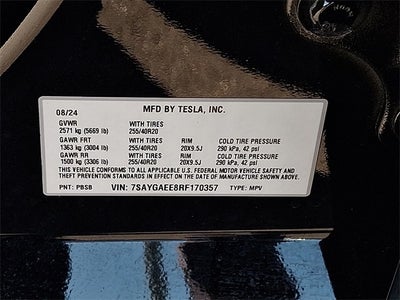 MFD BY TESLA, INC.
08/24
GVWR WITH TIRES
2571 kg (5669 lb) 255/40R20
GAWR FRT WITH TIRES RIM COLD TIRE PRESSURE
1363 kg (3004 lb) 255/40R20 20X9.5J 290 kPa, 42 psi
GAWR RR WITH TIRES RIM COLD TIRE PRESSURE
1500 kg (3306 lb) 255/40R20 20X9.5J 290 kPa, 42 psi
THIS VEHICLE CONFORMS TO ALL APPLICABLE U.S. FEDERAL MOTOR VEHICLE SAFETY AND
THEFT PREVENTION STANDARDS IN EFFECT ON THE DATE OF MANUFACTURE SHOWN ABOVE.
PNT: PBSB VIN: 7SAYGAEE8RF170357 TYPE: MPV